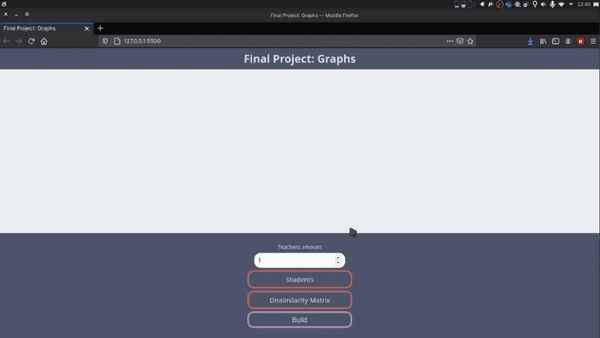 22:49
Final Project: Graphs — Mozilla Firefox
Final Project: Graphs
127.0.0.1:5500
Final Project: Graphs
Teachers amount:
1
Students
Dissimilarity Matrix
Build